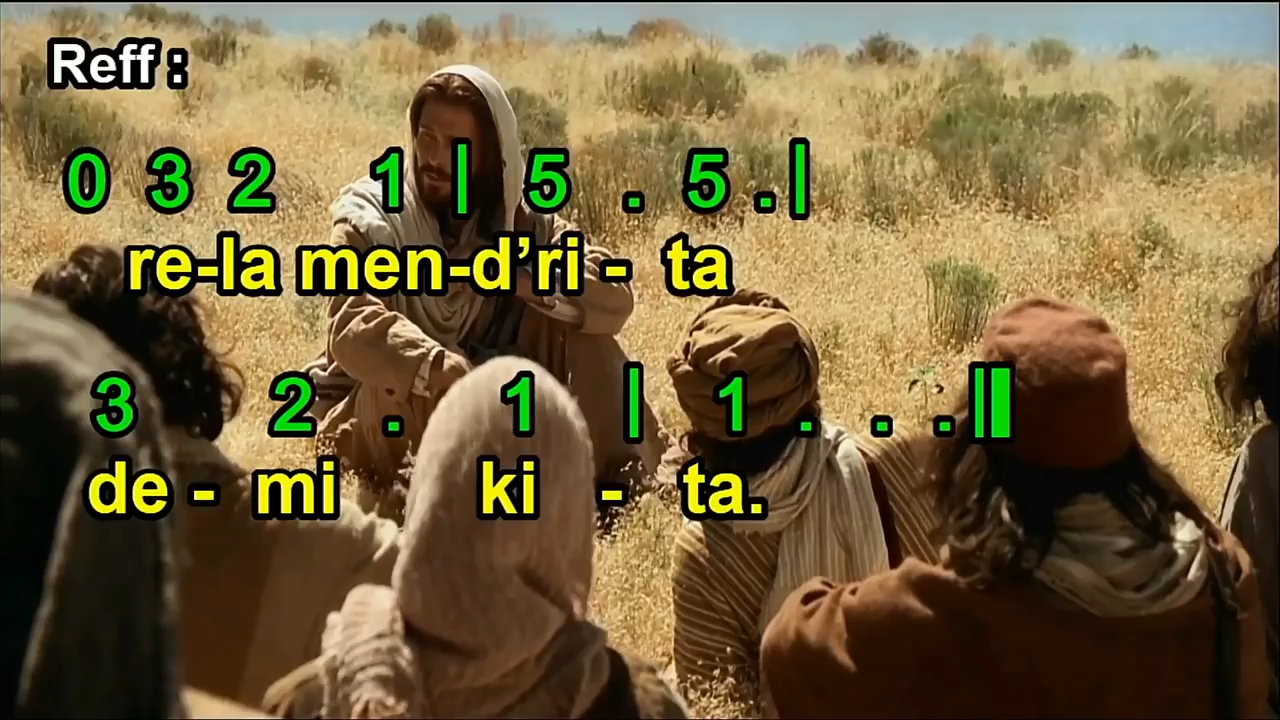 Reff :
0 3 2 1 | 5 . 5 . |
re-la men-d’ri - ta
3 2 . 1 | 1 . . . ||
de - mi ki - ta.